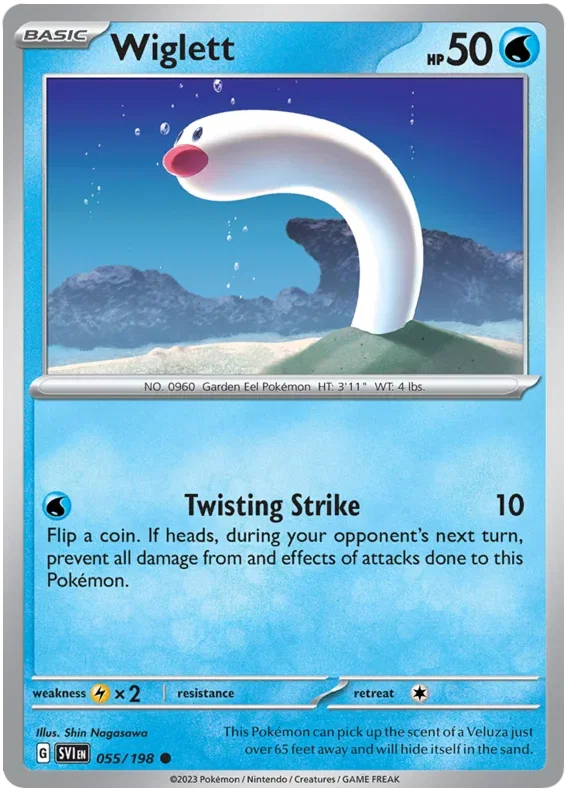 BASIC Wiglett HP 50
NO. 0960 Garden Eel Pokémon HT: 3'11" WT: 4 lbs.
Twisting Strike 10
Flip a coin. If heads, during your opponent's next turn,
prevent all damage from and effects of attacks done to this
Pokémon.
weakness ×2 resistance retreat
Illus. Shin Nagasawa
G SVI EN 055/198
This Pokémon can pick up the scent of a Veluza just
over 65 feet away and will hide itself in the sand.
©2023 Pokémon / Nintendo / Creatures / GAME FREAK